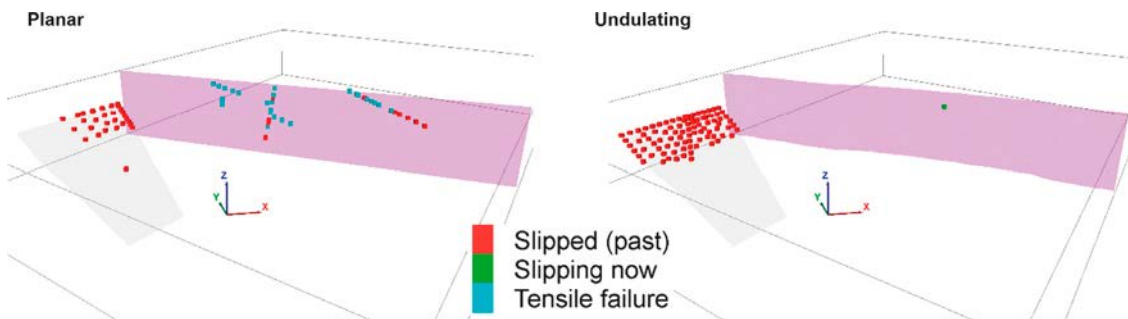 Planar
Undulating
Z
Y
X
Z
Y
X
Slipped (past)
Slipping now
Tensile failure